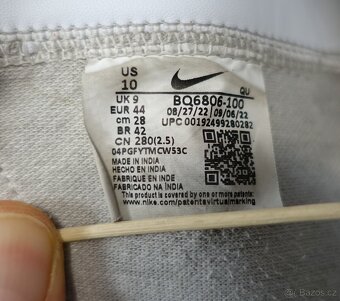 US
10
QU
UK 9
BQ6806-100
EUR 44
08/27/22 / 09/06/22
cm 28
UPC 00192499280282
BR 42
CN 280(2.5)
04PGFYTMCW53C
MADE IN INDIA
HECHO EN INDIA
FABRIQUE EN INDE
FABRICADO EM INDIA
This product is covered by one or more patents:
www.nike.com/patentsvirtualmarking
Bazos.cz